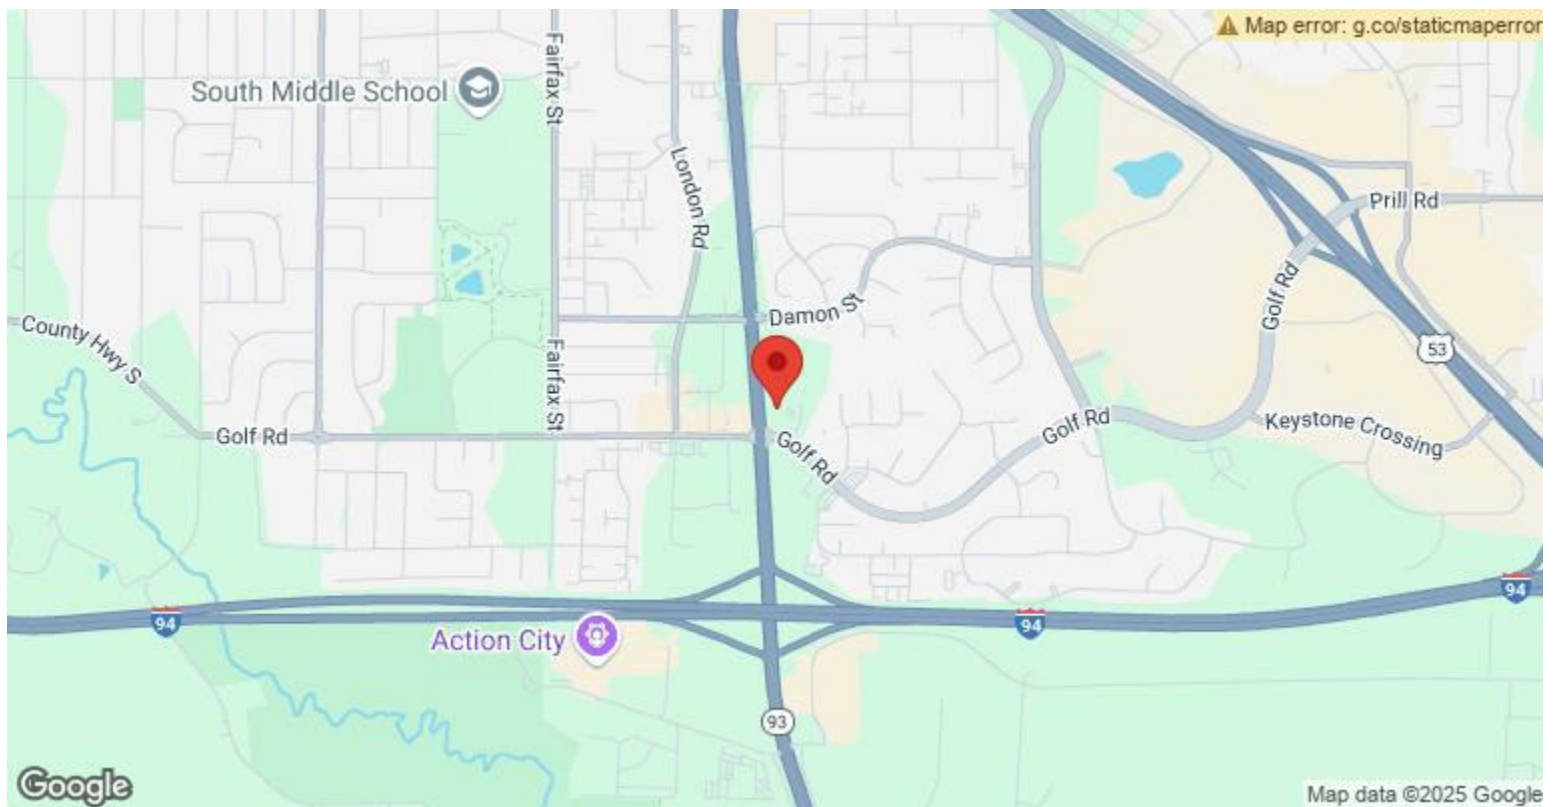 Map error: g.co/staticmaperror
Fairfax St
South Middle School
London Rd
Prill Rd
Golf Rd
Damon St
County Hwy S
Fairfax St
53
Golf Rd
Golf Rd
Golf Rd
Keystone Crossing
94
94
94
Action City
93
Google
Map data ©2025 Google